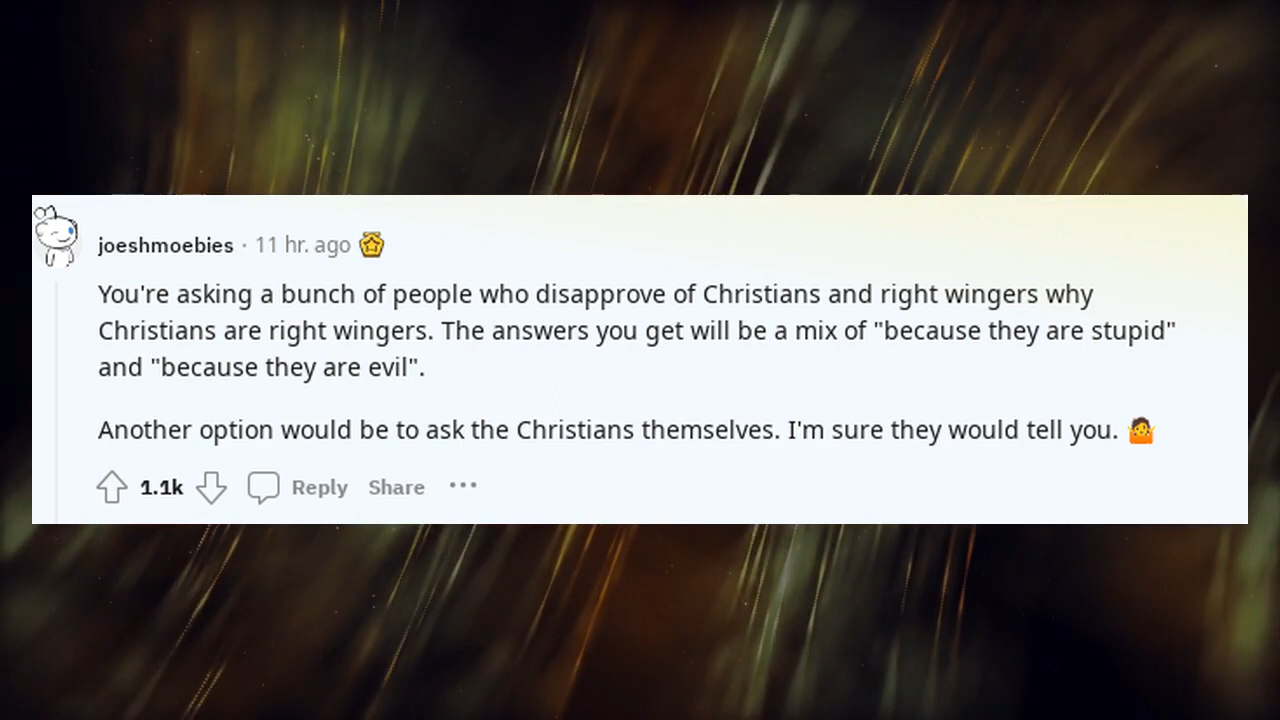 joeshmoebies · 11 hr. ago
You're asking a bunch of people who disapprove of Christians and right wingers why
Christians are right wingers. The answers you get will be a mix of "because they are stupid"
and "because they are evil".
Another option would be to ask the Christians themselves. I'm sure they would tell you. 🤷
1.1k Reply Share ···